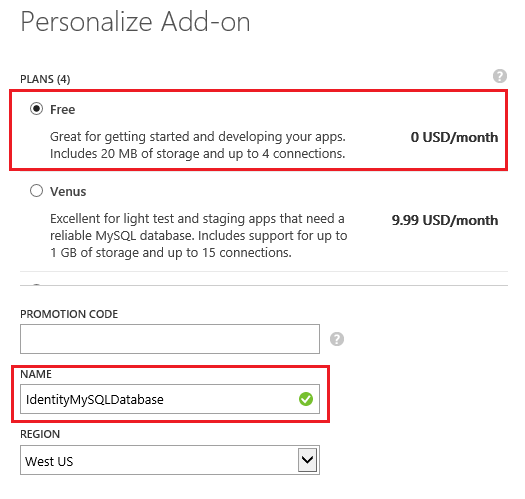 Personalize Add-on
PLANS (4)
?
Free
Great for getting started and developing your apps.
Includes 20 MB of storage and up to 4 connections.
0 USD/month
Venus
Excellent for light test and staging apps that need a
reliable MySQL database. Includes support for up to
1 GB of storage and up to 15 connections.
9.99 USD/month
PROMOTION CODE
?
NAME
IdentityMySQLDatabase
REGION
West US